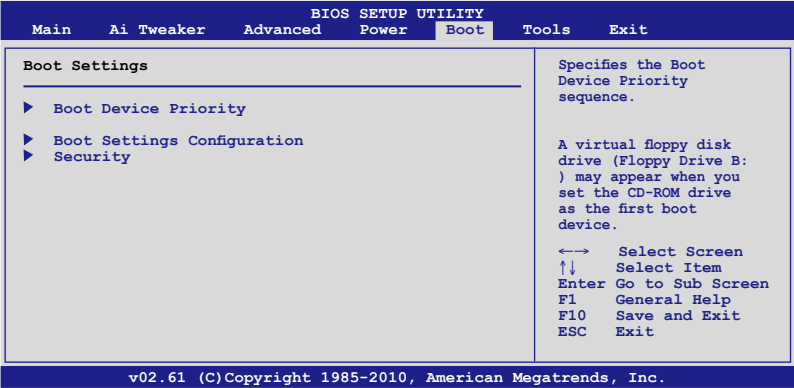 BIOS SETUP UTILITY
Main Ai Tweaker Advanced Power Boot Tools Exit
Boot Settings
Boot Device Priority
Boot Settings Configuration
Security
Specifies the Boot
Device Priority
sequence.
A virtual floppy disk
drive (Floppy Drive B:
) may appear when you
set the CD-ROM drive
as the first boot
device.
←→ Select Screen
↑↓ Select Item
Enter Go to Sub Screen
F1 General Help
F10 Save and Exit
ESC Exit
v02.61 (C)Copyright 1985-2010, American Megatrends, Inc.